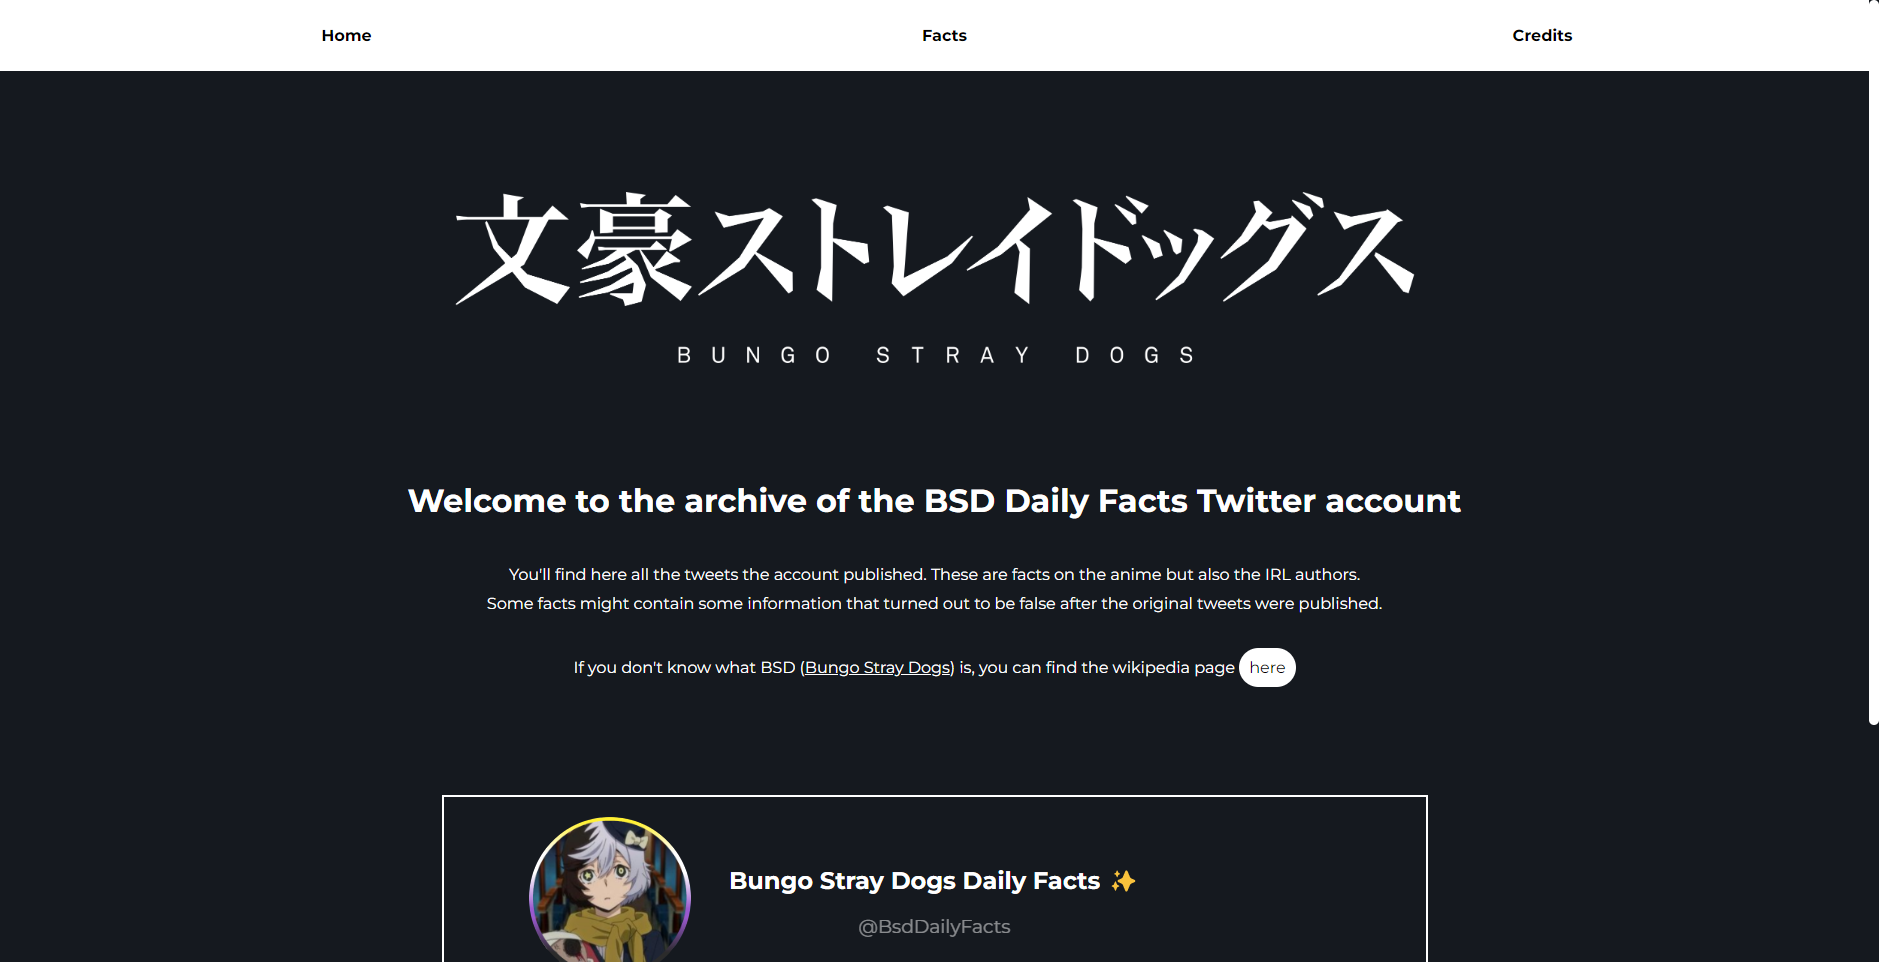 Home
Facts
Credits
文豪ストレイドッグス
BUNGO STRAY DOGS
Welcome to the archive of the BSD Daily Facts Twitter account
You'll find here all the tweets the account published. These are facts on the anime but also the IRL authors.
Some facts might contain some information that turned out to be false after the original tweets were published.
If you don't know what BSD (Bungo Stray Dogs) is, you can find the wikipedia page here
Bungo Stray Dogs Daily Facts ✨
@BsdDailyFacts